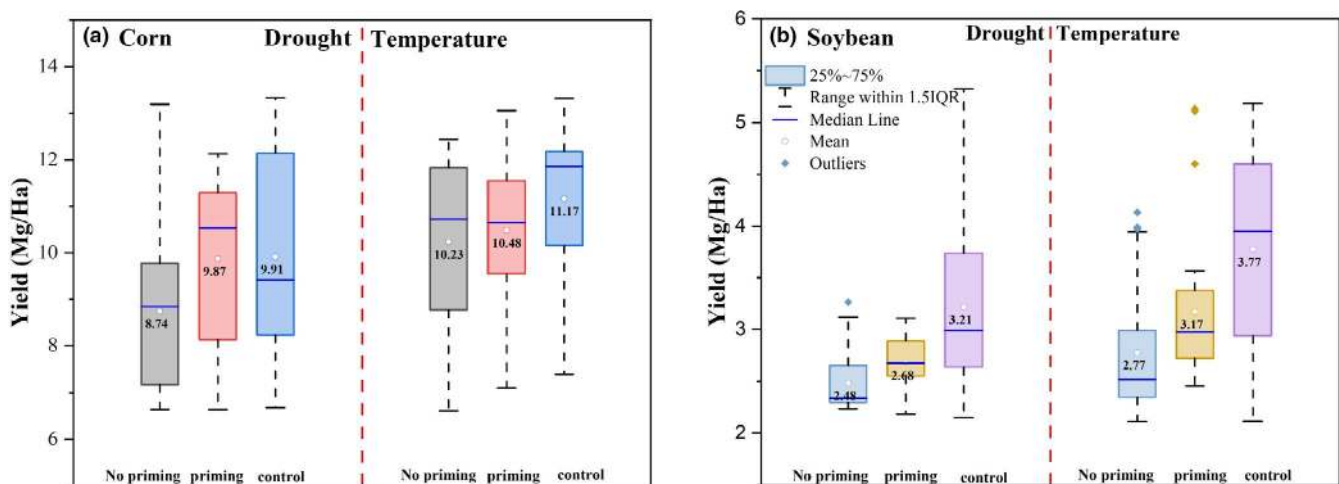 (a) Corn Drought Temperature
14
12
10
8
6
Yield (Mg/Ha)
8.74
9.87
9.91
10.23
10.48
11.17
No priming priming control No priming priming control
(b) Soybean Drought Temperature
25%~75%
Range within 1.5IQR
Median Line
Mean
Outliers
6
5
4
3
2
Yield (Mg/Ha)
2.48
2.68
3.21
2.77
3.17
3.77
No priming priming control No priming priming control